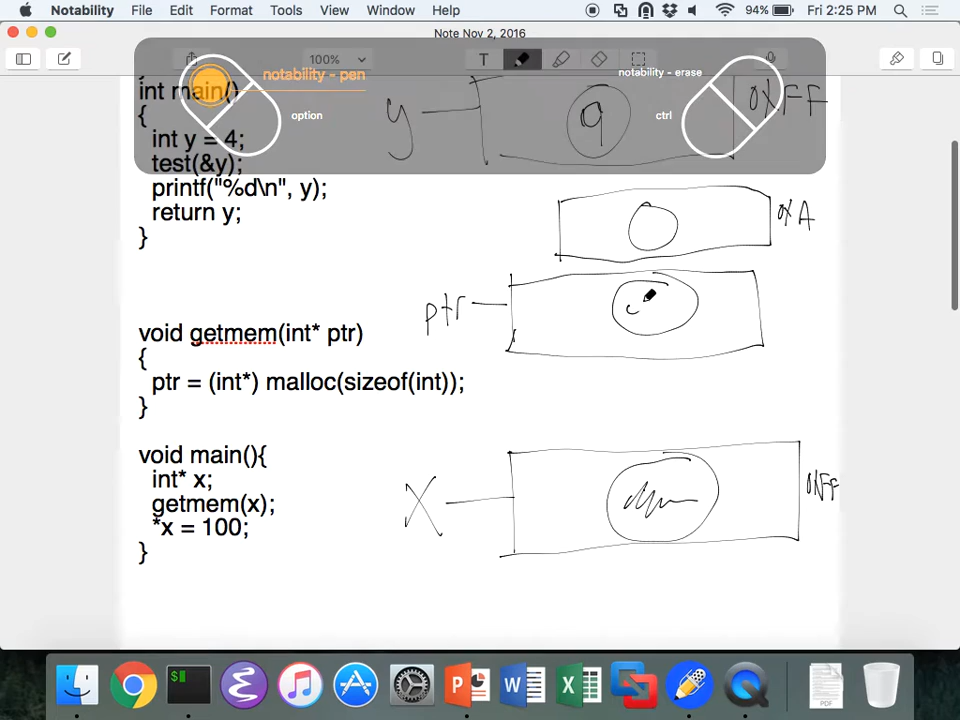 Notability File Edit Format Tools View Window Help 94% Fri 2:25 PM
Note Nov 2, 2016
100% T
notability - pen
notability - erase
option
ctrl
int main()
{
int y = 4;
test(&y);
printf("%d\n", y);
return y;
}
y 9 0XFF
0XA
ptr
void getmem(int* ptr)
{
ptr = (int*) malloc(sizeof(int));
}
void main(){
int* x;
getmem(x);
*x = 100;
}
X 0XFF
$
P W X
PDF